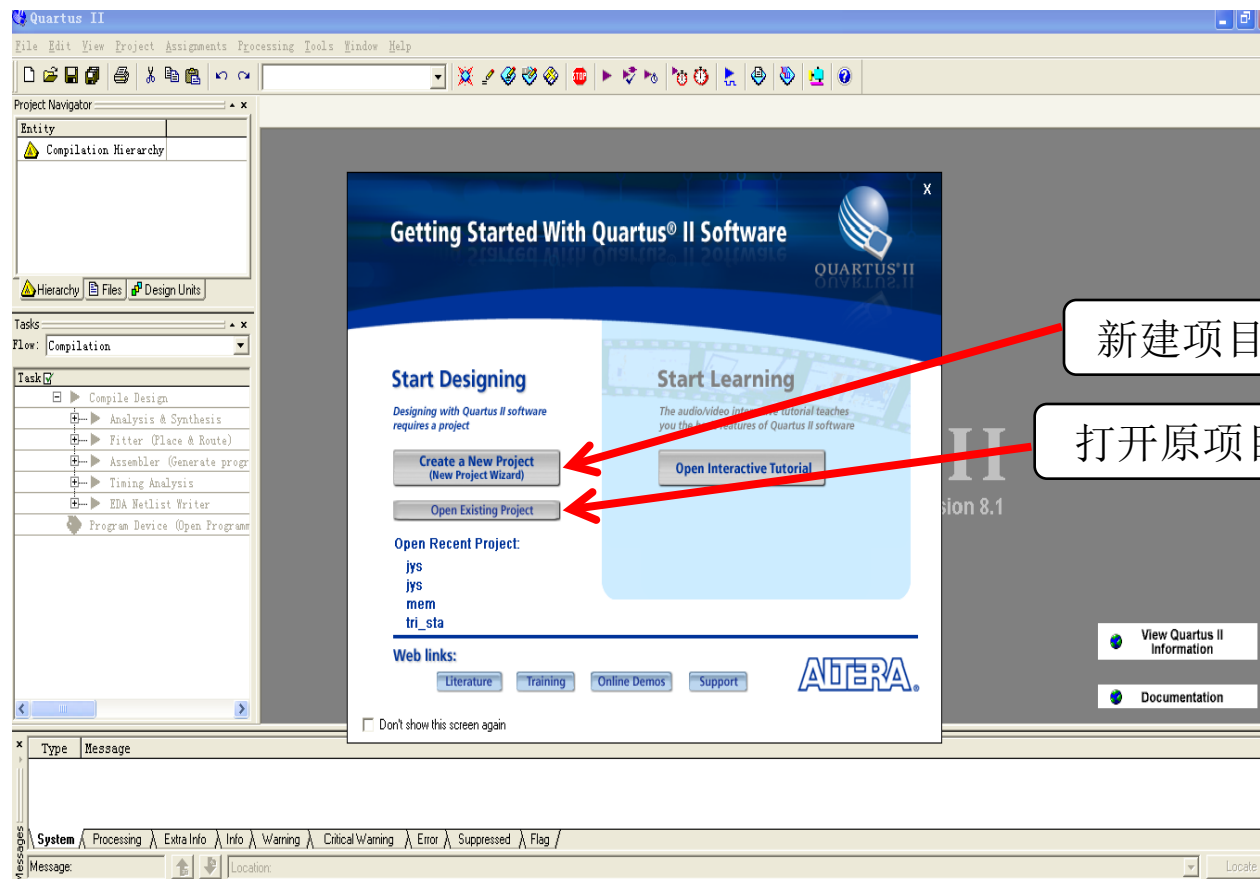 Quartus II
File Edit View Project Assignments Processing Tools Window Help
Project Navigator
Entity
Compilation Hierarchy
Hierarchy Files Design Units
Tasks
Flow: Compilation
Task
Compile Design
Analysis & Synthesis
Fitter (Place & Route)
Assembler (Generate progr
Timing Analysis
EDA Netlist Writer
Program Device (Open Programm
X
Getting Started With Quartus® II Software
QUARTUS®II
Start Designing
Designing with Quartus II software
requires a project
Create a New Project
(New Project Wizard)
Open Existing Project
Open Recent Project:
jys
jys
mem
tri_sta
Start Learning
The audio/video interactive tutorial teaches
you the basic features of Quartus II software
Open Interactive Tutorial
Web links:
Literature Training Online Demos Support
ALTERA®
Don't show this screen again
新建项目
打开原项目
II
sion 8.1
View Quartus II
Information
Documentation
Type Message
System Processing Extra Info Info Warning Critical Warning Error Suppressed Flag
Messages
Message: Location: Locate
STOP